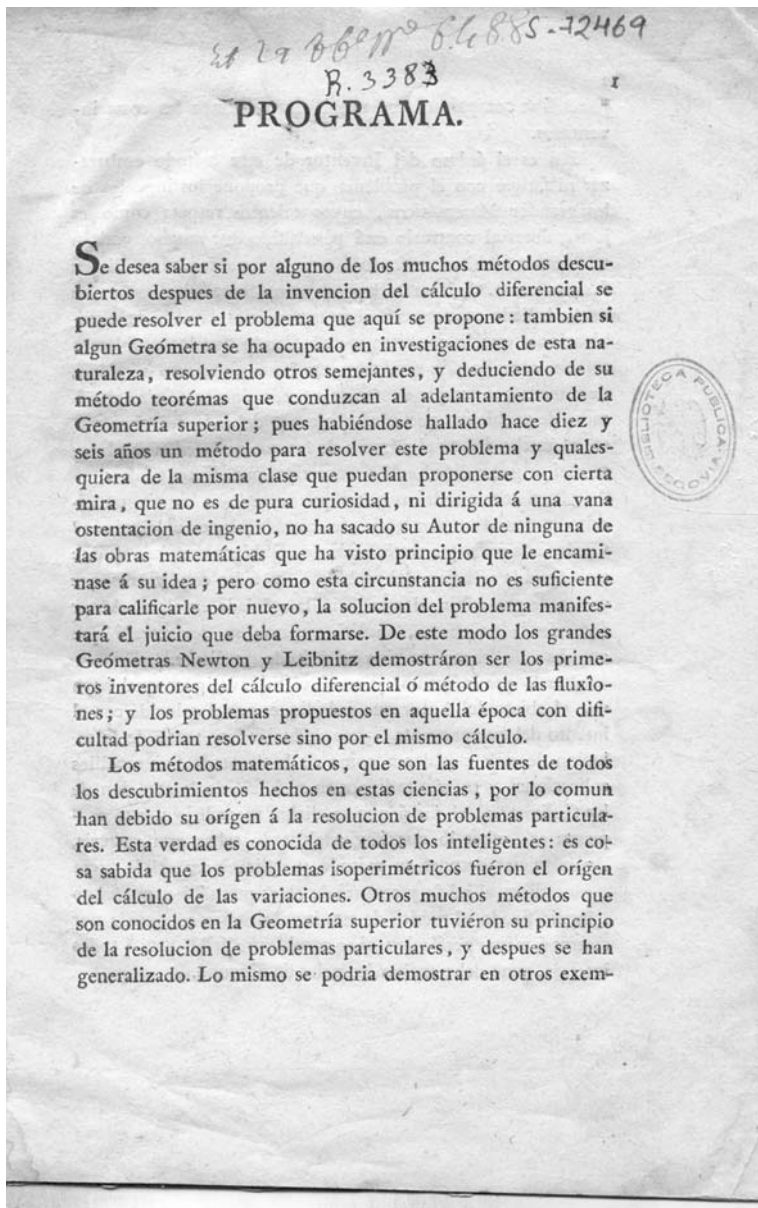 6.4885-72469
R.3383
1
PROGRAMA.
Se desea saber si por alguno de los muchos métodos descu-
biertos despues de la invencion del cálculo diferencial se
puede resolver el problema que aquí se propone: tambien si
algun Geómetra se ha ocupado en investigaciones de esta na-
turaleza, resolviendo otros semejantes, y deduciendo de su
método teorémas que conduzcan al adelantamiento de la
Geometría superior; pues habiéndose hallado hace diez y
seis años un método para resolver este problema y quales-
quiera de la misma clase que puedan proponerse con cierta
mira, que no es de pura curiosidad, ni dirigida á una vana
ostentacion de ingenio, no ha sacado su Autor de ninguna de
las obras matemáticas que ha visto principio que le encami-
nase á su idea; pero como esta circunstancia no es suficiente
para calificarle por nuevo, la solucion del problema manifes-
tará el juicio que deba formarse. De este modo los grandes
Geómetras Newton y Leibnitz demostráron ser los prime-
ros inventores del cálculo diferencial ó método de las fluxîo-
nes; y los problemas propuestos en aquella época con difi-
cultad podrian resolverse sino por el mismo cálculo.
Los métodos matemáticos, que son las fuentes de todos
los descubrimientos hechos en estas ciencias, por lo comun
han debido su orígen á la resolucion de problemas particula-
res. Esta verdad es conocida de todos los inteligentes: es co-
sa sabida que los problemas isoperimétricos fuéron el orígen
del cálculo de las variaciones. Otros muchos métodos que
son conocidos en la Geometría superior tuviéron su principio
de la resolucion de problemas particulares, y despues se han
generalizado. Lo mismo se podria demostrar en otros exem-
BIBLIOTECA PUBLICA
SEGOVIA